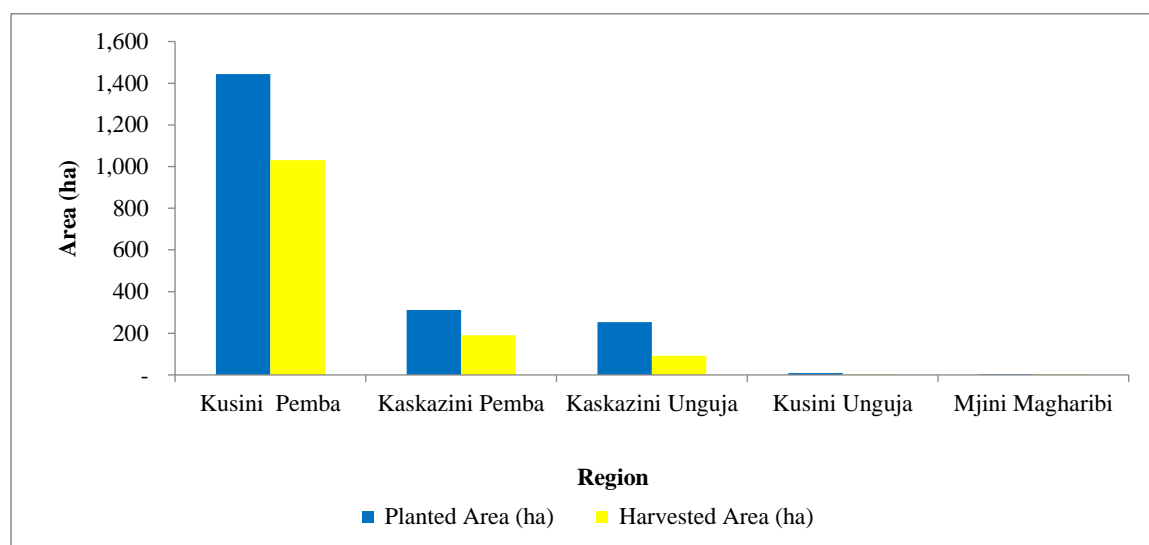 1,600
1,400
1,200
1,000
800
600
400
200
-
Area (ha)
Kusini Pemba
Kaskazini Pemba
Kaskazini Unguja
Kusini Unguja
Mjini Magharibi
Region
Planted Area (ha)
Harvested Area (ha)